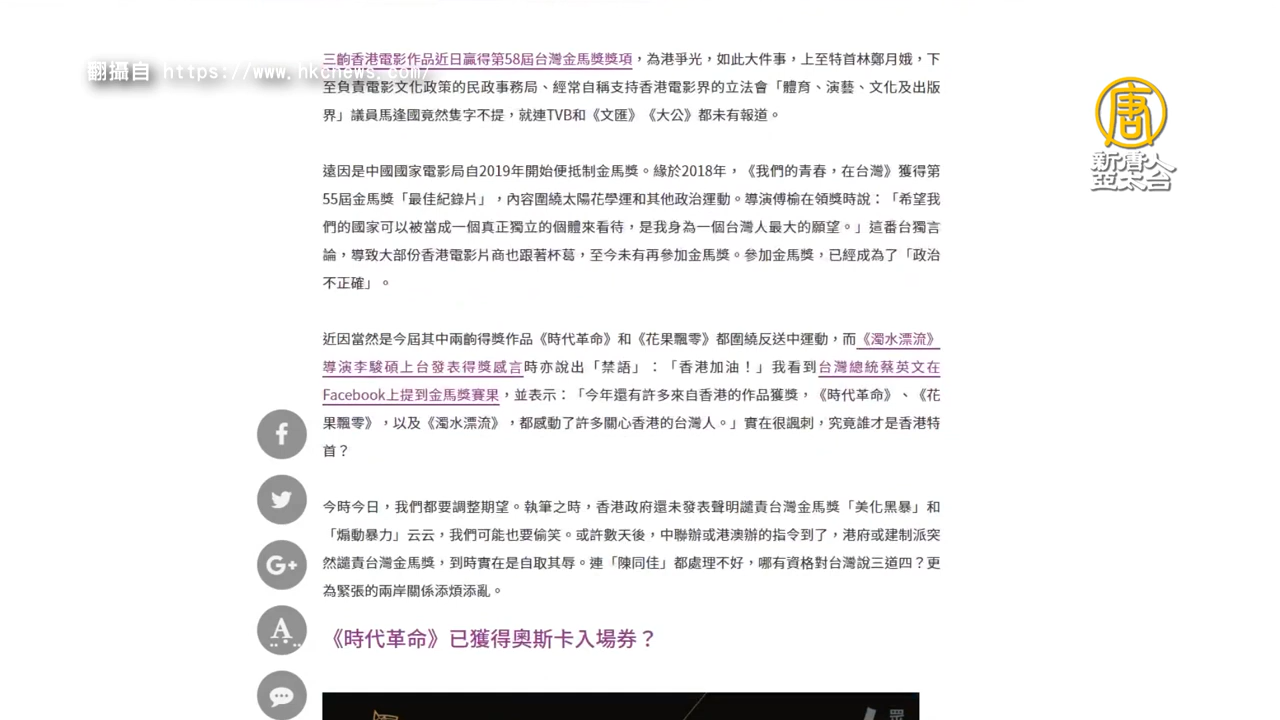 三齣香港電影作品近日贏得第58屆台灣金馬獎獎項，為港爭光，如此大件事，上至特首林鄭月娥，下
翻攝自 https://www.hkcnews.com/
至負責電影文化政策的民政事務局、經常自稱支持香港電影界的立法會「體育、演藝、文化及出版
界」議員馬逢國竟然隻字不提，就連TVB和《文匯》《大公》都未有報道。
唐
新唐人
亞太台
遠因是中國國家電影局自2019年開始便抵制金馬獎。緣於2018年，《我們的青春，在台灣》獲得第
55屆金馬獎「最佳紀錄片」，內容圍繞太陽花學運和其他政治運動。導演傅榆在領獎時說：「希望我
們的國家可以被當成一個真正獨立的個體來看待，是我身為一個台灣人最大的願望。」這番台獨言
論，導致大部份香港電影片商也跟著杯葛，至今未有再參加金馬獎。參加金馬獎，已經成為了「政治
不正確」。
近因當然是今屆其中兩齣得獎作品《時代革命》和《花果飄零》都圍繞反送中運動，而《濁水漂流》
導演李駿碩上台發表得獎感言時亦說出「禁語」：「香港加油！」我看到台灣總統蔡英文在
Facebook上提到金馬獎賽果，並表示：「今年還有許多來自香港的作品獲獎，《時代革命》、《花
果飄零》，以及《濁水漂流》，都感動了許多關心香港的台灣人。」實在很諷刺，究竟誰才是香港特
首？
今時今日，我們都要調整期望。執筆之時，香港政府還未發表聲明譴責台灣金馬獎「美化黑暴」和
「煽動暴力」云云，我們可能也要偷笑。或許數天後，中聯辦或港澳辦的指令到了，港府或建制派突
然譴責台灣金馬獎，到時實在是自取其辱。連「陳同佳」都處理不好，哪有資格對台灣說三道四？更
為緊張的兩岸關係添煩添亂。
《時代革命》已獲得奧斯卡入場券？